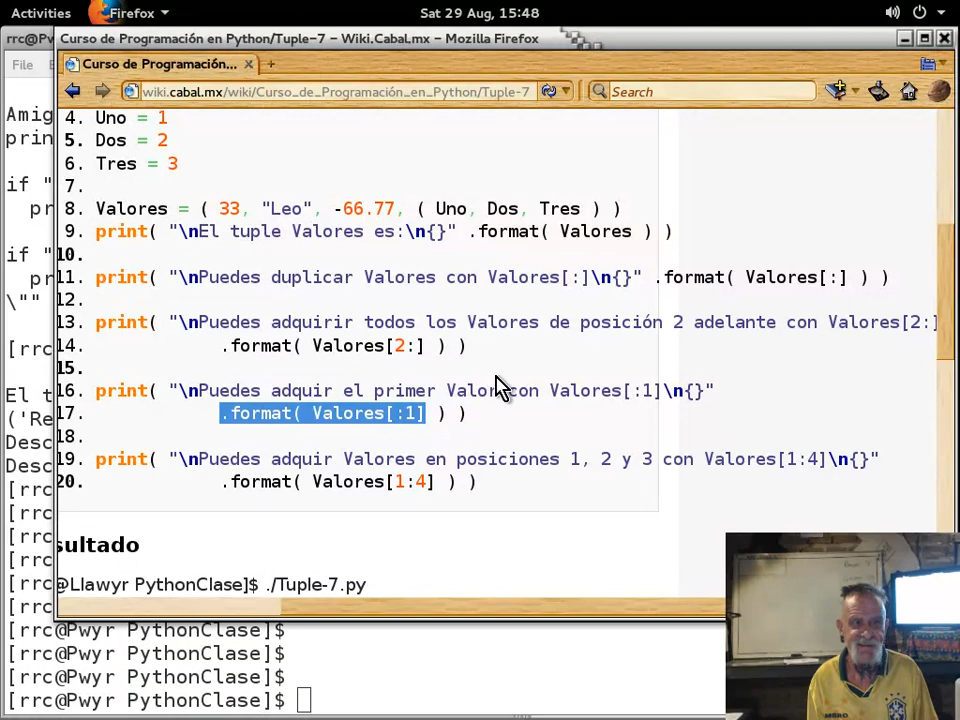 Activities Firefox Sat 29 Aug, 15:48
rrc@Pw
Curso de Programación en Python/Tuple-7 – Wiki.Cabal.mx – Mozilla Firefox
File
Curso de Programación...
wiki.cabal.mx/wiki/Curso_de_Programación_en_Python/Tuple-7
Search
Amig
prin
if "
pr
if "
pr
\""
[rrc
El t
('Re
Desc
Desc
[rrc
[rrc
[rrc
[rrc
[rrc
4. Uno = 1
5. Dos = 2
6. Tres = 3
7.
8. Valores = ( 33, "Leo", -66.77, ( Uno, Dos, Tres ) )
9. print( "\nEl tuple Valores es:\n{}" .format( Valores ) )
10.
11. print( "\nPuedes duplicar Valores con Valores[:]\n{}" .format( Valores[:] ) )
12.
13. print( "\nPuedes adquirir todos los Valores de posición 2 adelante con Valores[2:]
14. .format( Valores[2:] ) )
15.
16. print( "\nPuedes adquir el primer Valor con Valores[:1]\n{}"
17. .format( Valores[:1] ) )
18.
19. print( "\nPuedes adquir Valores en posiciones 1, 2 y 3 con Valores[1:4]\n{}"
20. .format( Valores[1:4] ) )
sultado
@Llawyr PythonClase]$ ./Tuple-7.py
[rrc@Pwyr PythonClase]$
[rrc@Pwyr PythonClase]$
[rrc@Pwyr PythonClase]$
[rrc@Pwyr PythonClase]$